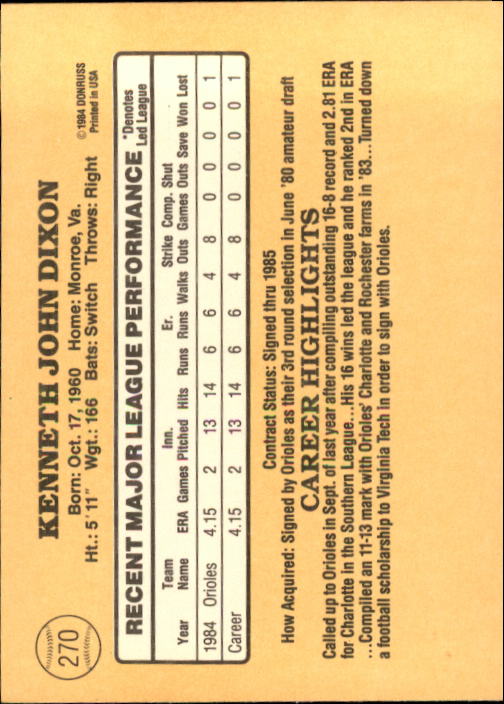 270
KENNETH JOHN DIXON
Born: Oct. 17, 1960 Home: Monroe, Va.
Ht.: 5'11" Wgt.: 166 Bats: Switch Throws: Right
© 1984 DONRUSS
Printed in USA
RECENT MAJOR LEAGUE PERFORMANCE *Denotes Led League
Team Inn. Er. Strike Comp. Shut
Year Name ERA Games Pitched Hits Runs Runs Walks Outs Games Outs Save Won Lost
1984 Orioles 4.15 2 13 14 6 6 4 8 0 0 0 0 1
Career 4.15 2 13 14 6 6 4 8 0 0 0 0 1
Contract Status: Signed thru 1985
How Acquired: Signed by Orioles as their 3rd round selection in June '80 amateur draft
CAREER HIGHLIGHTS
Called up to Orioles in Sept. of last year after compiling outstanding 16-8 record and 2.81 ERA
for Charlotte in the Southern League...His 16 wins led the league and he ranked 2nd in ERA
...Compiled an 11-13 mark with Orioles' Charlotte and Rochester farms in '83...Turned down
a football scholarship to Virginia Tech in order to sign with Orioles.